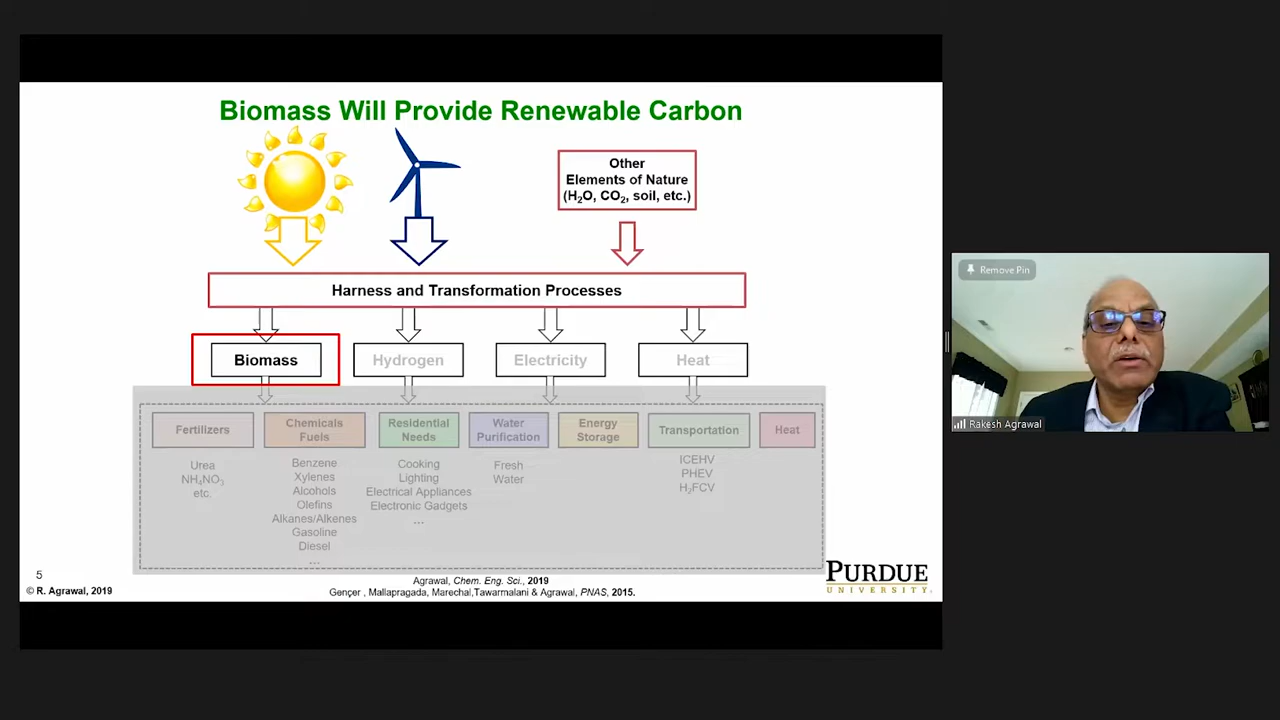 Biomass Will Provide Renewable Carbon
Other
Elements of Nature
(H₂O, CO₂, soil, etc.)
Harness and Transformation Processes
Biomass
Hydrogen
Electricity
Heat
Fertilizers
Chemicals
Fuels
Residential
Needs
Water
Purification
Energy
Storage
Transportation
Heat
Urea
NH₄NO₃
etc.
Benzene
Xylenes
Alcohols
Olefins
Alkanes/Alkenes
Gasoline
Diesel
...
Cooking
Lighting
Electrical Appliances
Electronic Gadgets
...
Fresh
Water
ICEHV
PHEV
H₂FCV
5
© R. Agrawal, 2019
Agrawal, Chem. Eng. Sci., 2019
Gençer , Mallapragada, Marechal,Tawarmalani & Agrawal, PNAS, 2015.
PURDUE
UNIVERSITY
Remove Pin
Rakesh Agrawal